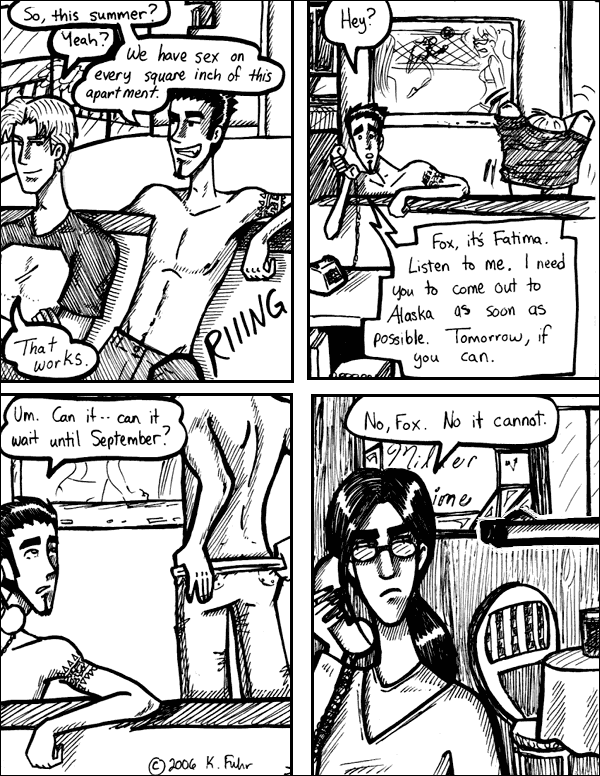 So, this summer?
Yeah?
We have sex on
every square inch of this
apartment.
That
works.
RIIING
Hey?
Fox, it's Fatima.
Listen to me. I need
you to come out to
Alaska as soon as
possible. Tomorrow, if
you can.
Um. Can it-- can it
wait until September?
© 2006 K. Fuhr
No, Fox. No it cannot.
Miller
Time